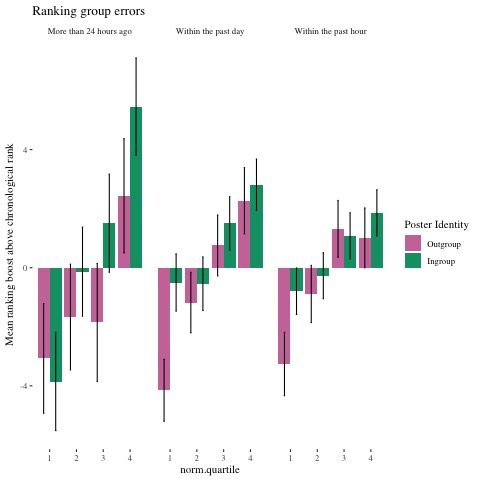 Ranking group errors
More than 24 hours ago
Within the past day
Within the past hour
Mean ranking boost above chronological rank
4
0
-4
1 2 3 4
1 2 3 4
1 2 3 4
norm.quartile
Poster Identity
Outgroup
Ingroup